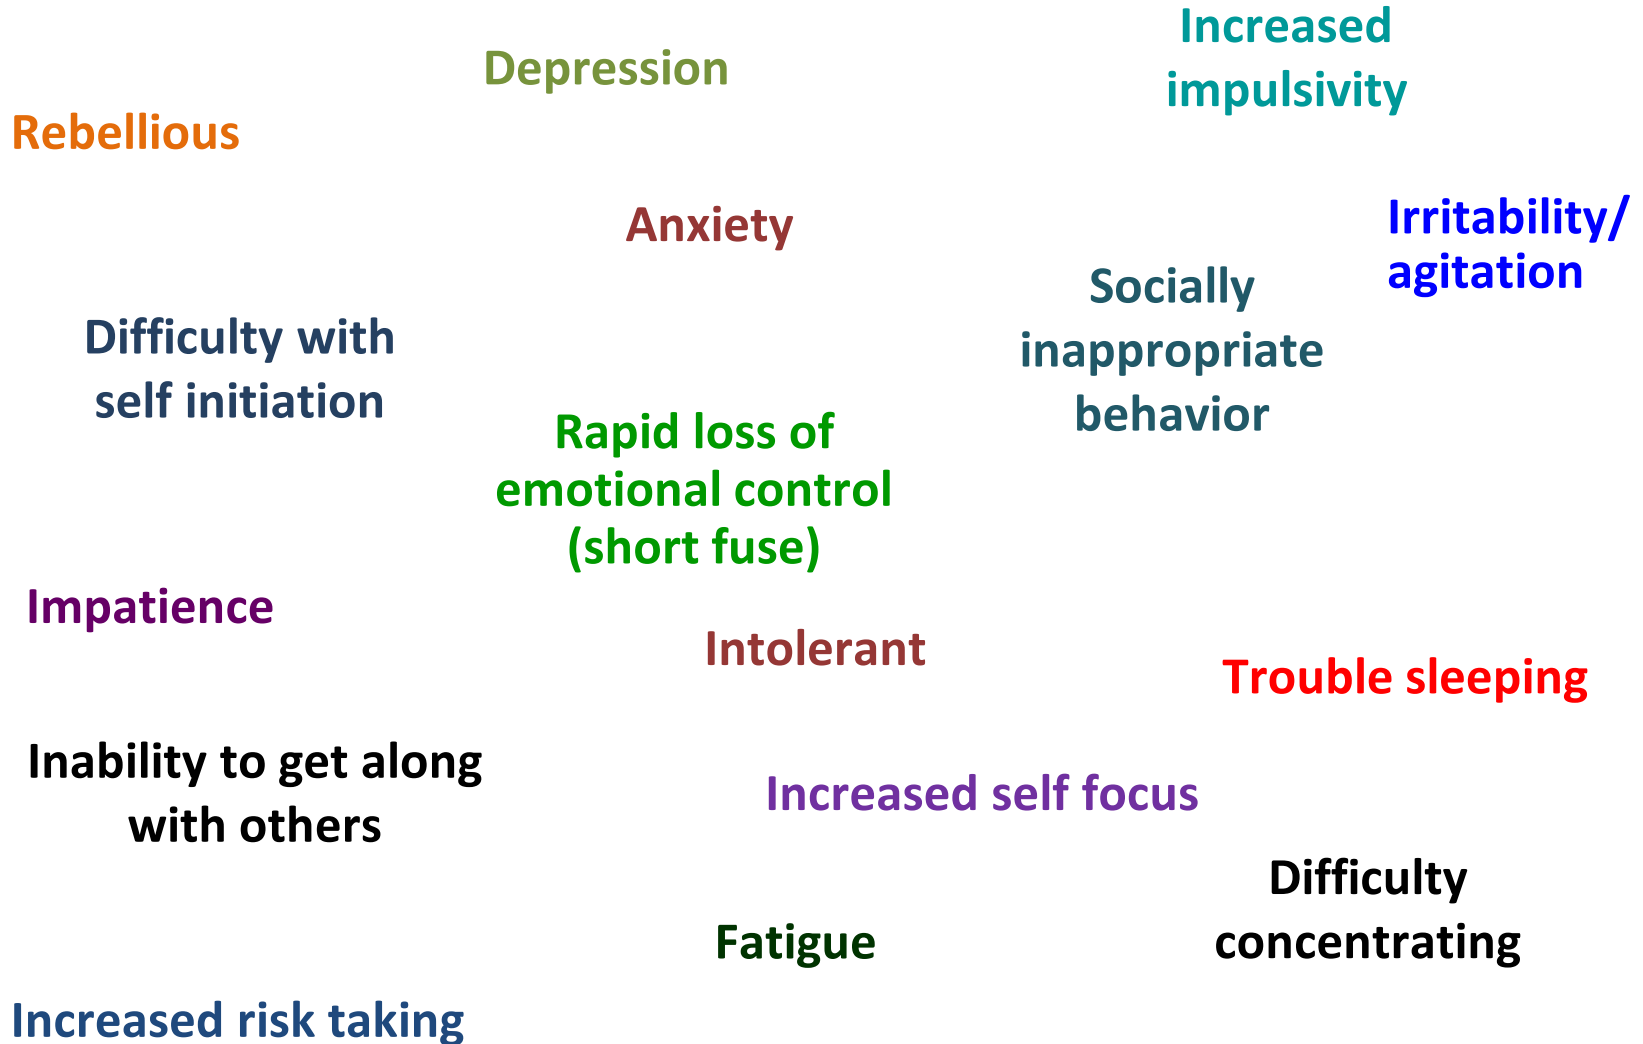 Increased
impulsivity
Depression
Rebellious
Anxiety
Irritability/
agitation
Socially
inappropriate
behavior
Difficulty with
self initiation
Rapid loss of
emotional control
(short fuse)
Impatience
Intolerant
Trouble sleeping
Inability to get along
with others
Increased self focus
Difficulty
concentrating
Fatigue
Increased risk taking